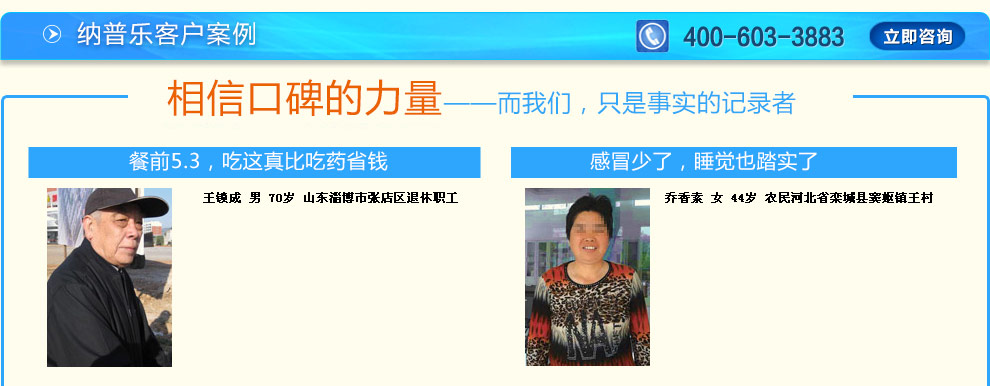 纳普乐客户案例
400-603-3883
立即咨询
相信口碑的力量——而我们，只是事实的记录者
餐前5.3，吃这真比吃药省钱
感冒少了，睡觉也踏实了
王镜成 男 70岁 山东淄博市张店区退休职工
乔香素 女 44岁 农民河北省栾城县窦妪镇王村
NA